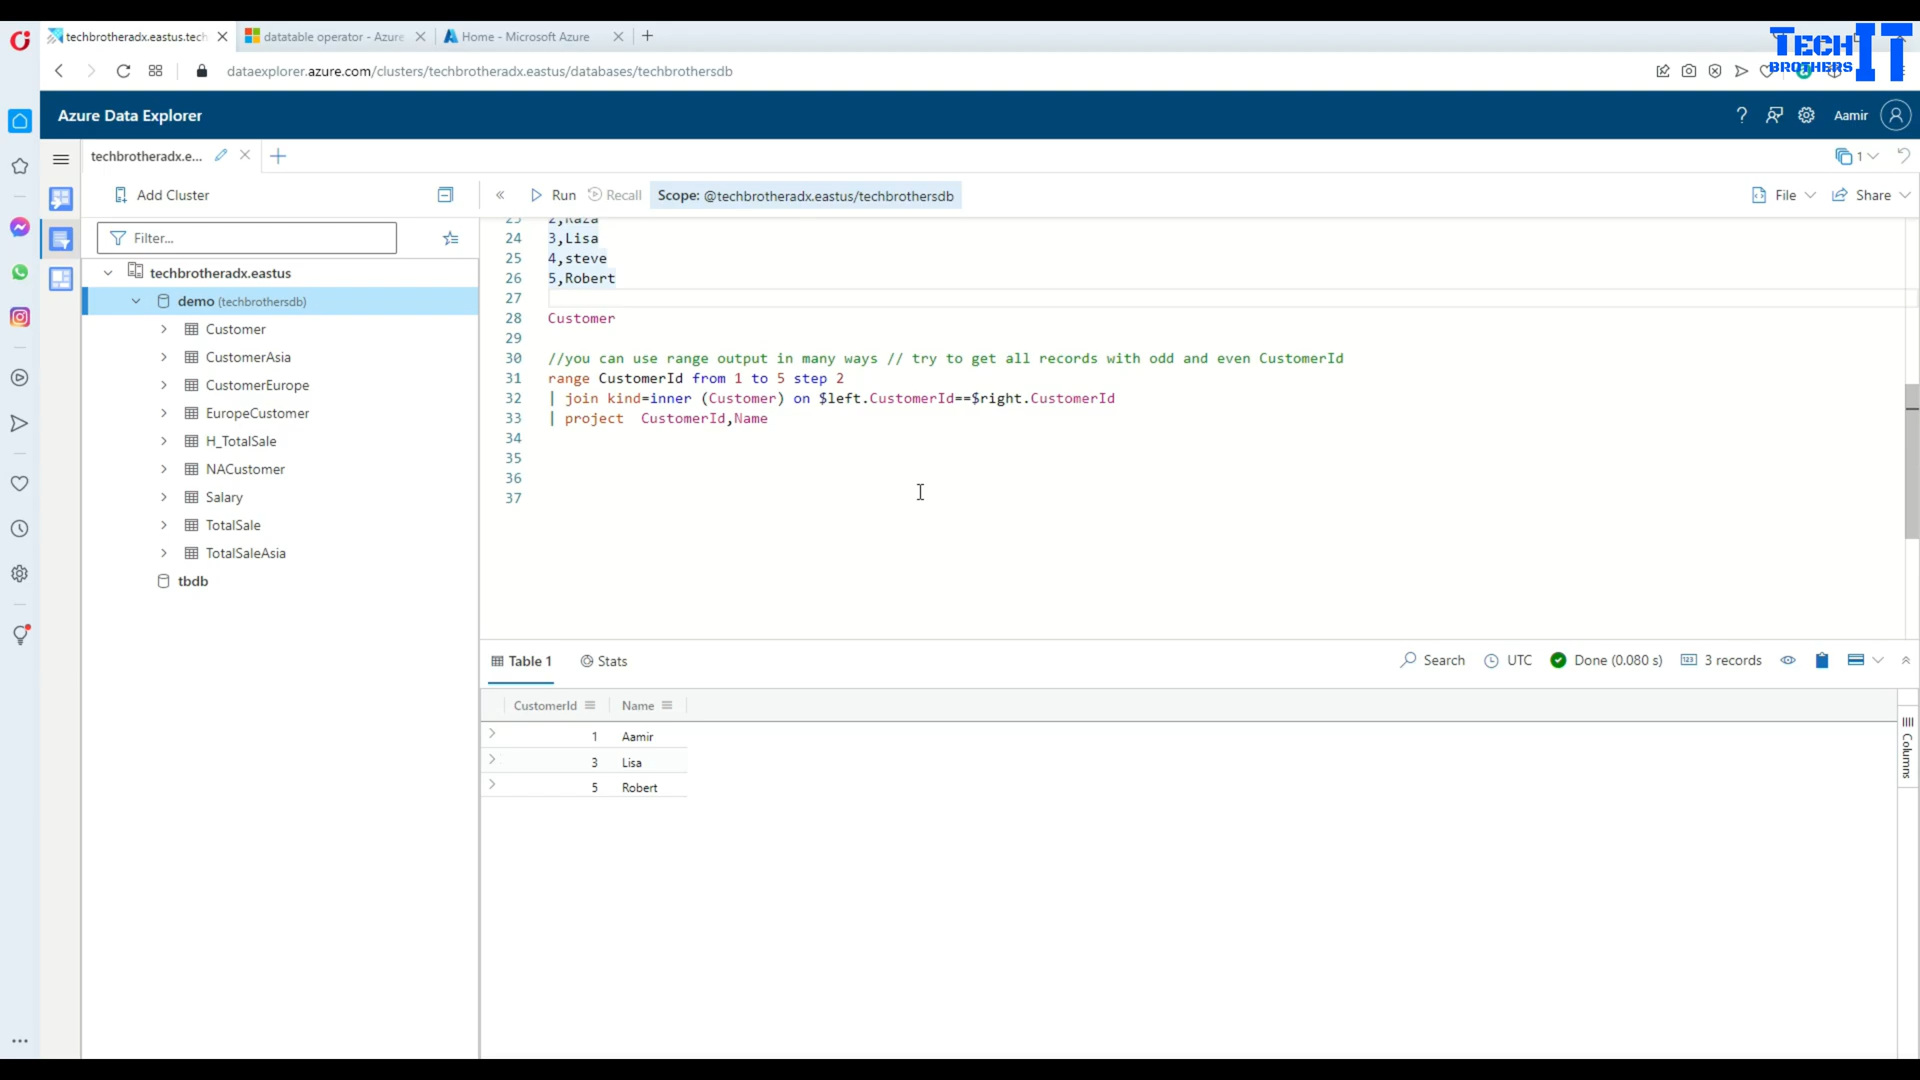 techbrotheradx.eastus.tech
datatable operator - Azure
Home - Microsoft Azure
TECH IT
BROTHERS
dataexplorer.azure.com/clusters/techbrotheradx.eastus/databases/techbrothersdb
Azure Data Explorer
Aamir
techbrotheradx.e...
1
Add Cluster
Run
Recall
Scope: @techbrotheradx.eastus/techbrothersdb
File
Share
Filter...
techbrotheradx.eastus
demo (techbrothersdb)
Customer
CustomerAsia
CustomerEurope
EuropeCustomer
H_TotalSale
NACustomer
Salary
TotalSale
TotalSaleAsia
tbdb
23 2,Raza
24 3,Lisa
25 4,steve
26 5,Robert
27
28 Customer
29
30 //you can use range output in many ways // try to get all records with odd and even CustomerId
31 range CustomerId from 1 to 5 step 2
32 | join kind=inner (Customer) on $left.CustomerId==$right.CustomerId
33 | project  CustomerId,Name
34
35
36
37
Table 1
Stats
Search
UTC
Done (0.080 s)
3 records
CustomerId Name
1 Aamir
3 Lisa
5 Robert
Columns